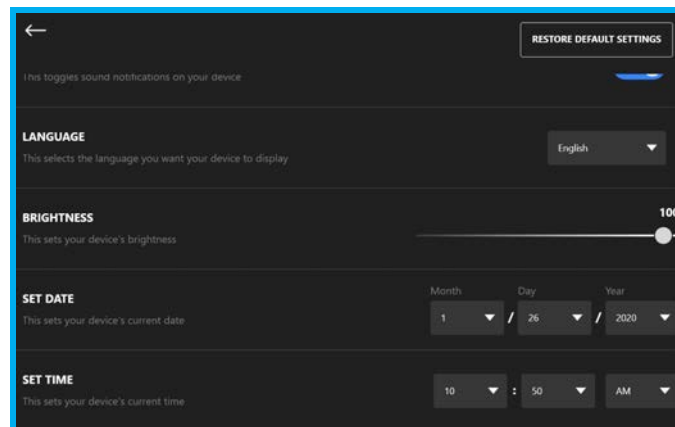 RESTORE DEFAULT SETTINGS
This toggles sound notifications on your device
LANGUAGE
This selects the language you want your device to display
English
BRIGHTNESS
100
This sets your device's brightness
SET DATE
This sets your device's current date
Month Day Year
1 / 26 / 2020
SET TIME
This sets your device's current time
10 : 50 AM